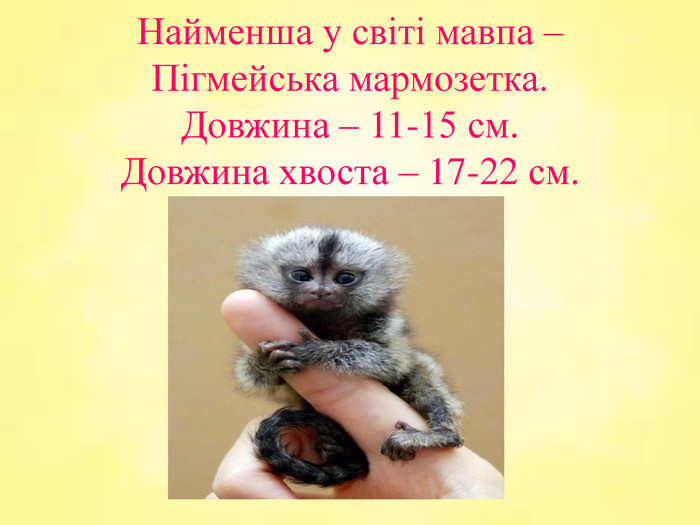 Найменша у світі мавпа –
Пігмейська мармозетка.
Довжина – 11-15 см.
Довжина хвоста – 17-22 см.